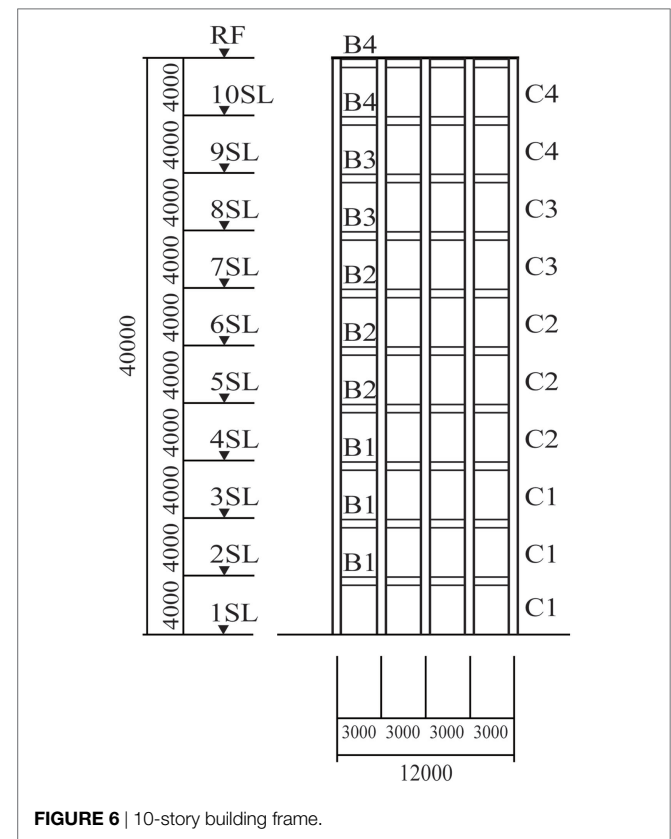 RF
B4
4000
10SL
B4
C4
4000
9SL
B3
C4
4000
8SL
B3
C3
4000
7SL
B2
C3
4000
40000
6SL
B2
C2
4000
5SL
B2
C2
4000
4SL
B1
C2
4000
3SL
B1
C1
4000
2SL
B1
C1
4000
1SL
C1
3000 3000 3000 3000
12000
FIGURE 6 | 10-story building frame.